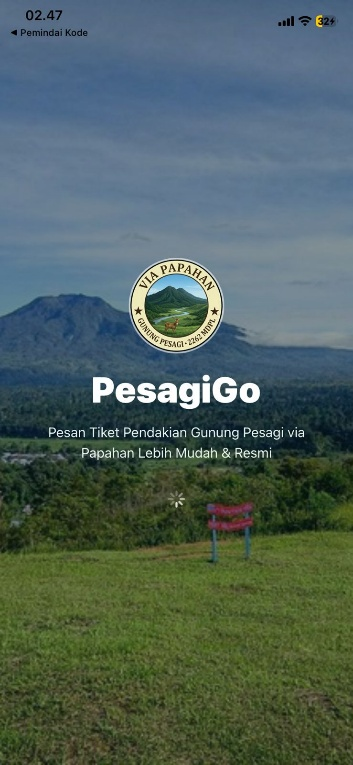 02.47
32
◀ Pemindai Kode
VIA PAPAHAN
GUNUNG PESAGI - 2262 MDPL
PesagiGo
Pesan Tiket Pendakian Gunung Pesagi via
Papahan Lebih Mudah & Resmi